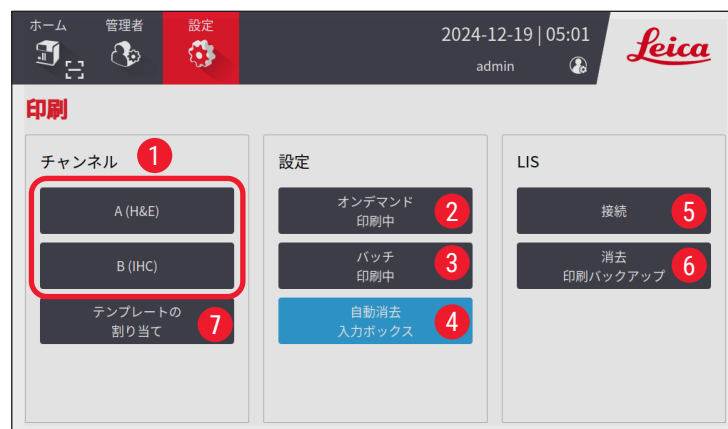 ホーム
管理者
設定
2024-12-19 | 05:01
admin
Leica
印刷
チャンネル
1
A (H&E)
B (IHC)
テンプレートの
割り当て
7
設定
オンデマンド
印刷中
2
バッチ
印刷中
3
自動消去
入力ボックス
4
LIS
接続
5
消去
印刷バックアップ
6